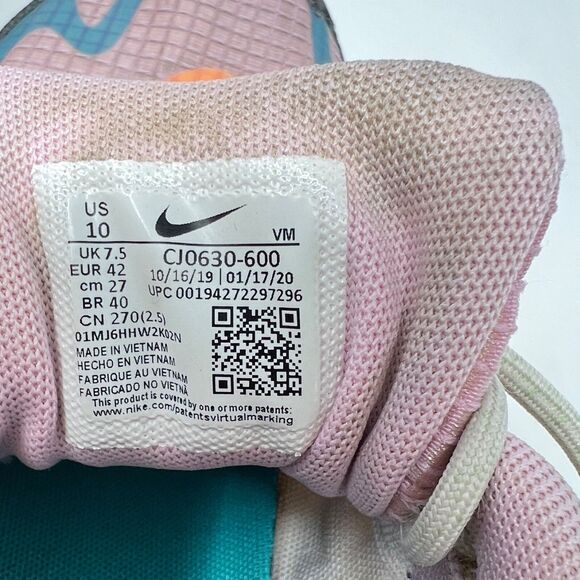 US
10
UK 7.5
EUR 42
cm 27
BR 40
CN 270(2.5)
VM
CJ0630-600
10/16/19 | 01/17/20
UPC 00194272297296
01MJ6HHW2K02N
MADE IN VIETNAM
HECHO EN VIETNAM
FABRIQUE AU VIETNAM
FABRICADO NO VIETNÃ
This product is covered by one or more patents:
www.nike.com/patentsvirtualmarking